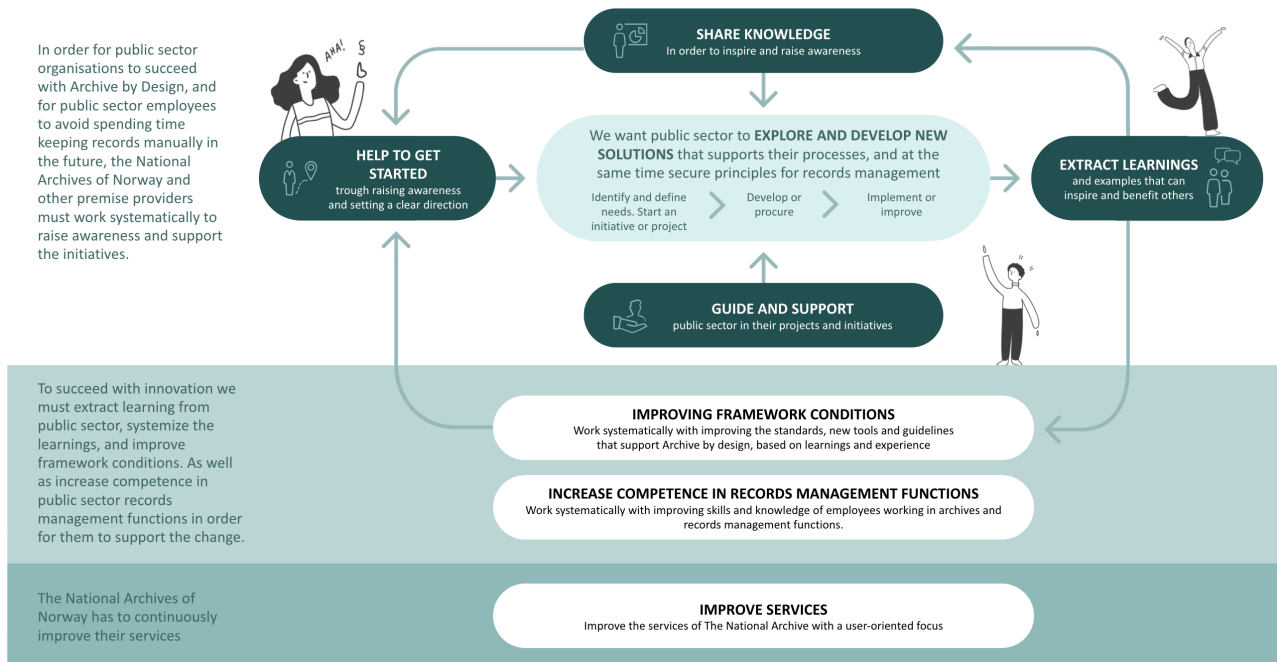 In order for public sector
organisations to succeed
with Archive by Design, and
for public sector employees
to avoid spending time
keeping records manually in
the future, the National
Archives of Norway and
other premise providers
must work systematically to
raise awareness and support
the initiatives.
AHA!
§
SHARE KNOWLEDGE
In order to inspire and raise awareness
HELP TO GET
STARTED
trough raising awareness
and setting a clear direction
We want public sector to EXPLORE AND DEVELOP NEW
SOLUTIONS that supports their processes, and at the
same time secure principles for records management
Identify and define
needs. Start an
initiative or project
Develop or
procure
Implement or
improve
EXTRACT LEARNINGS
and examples that can
inspire and benefit others
GUIDE AND SUPPORT
public sector in their projects and initiatives
To succeed with innovation we
must extract learning from
public sector, systemize the
learnings, and improve
framework conditions. As well
as increase competence in
public sector records
management functions in order
for them to support the change.
IMPROVING FRAMEWORK CONDITIONS
Work systematically with improving the standards, new tools and guidelines
that support Archive by design, based on learnings and experience
INCREASE COMPETENCE IN RECORDS MANAGEMENT FUNCTIONS
Work systematically with improving skills and knowledge of employees working in archives and
records management functions.
The National Archives of
Norway has to continuously
improve their services
IMPROVE SERVICES
Improve the services of The National Archive with a user-oriented focus